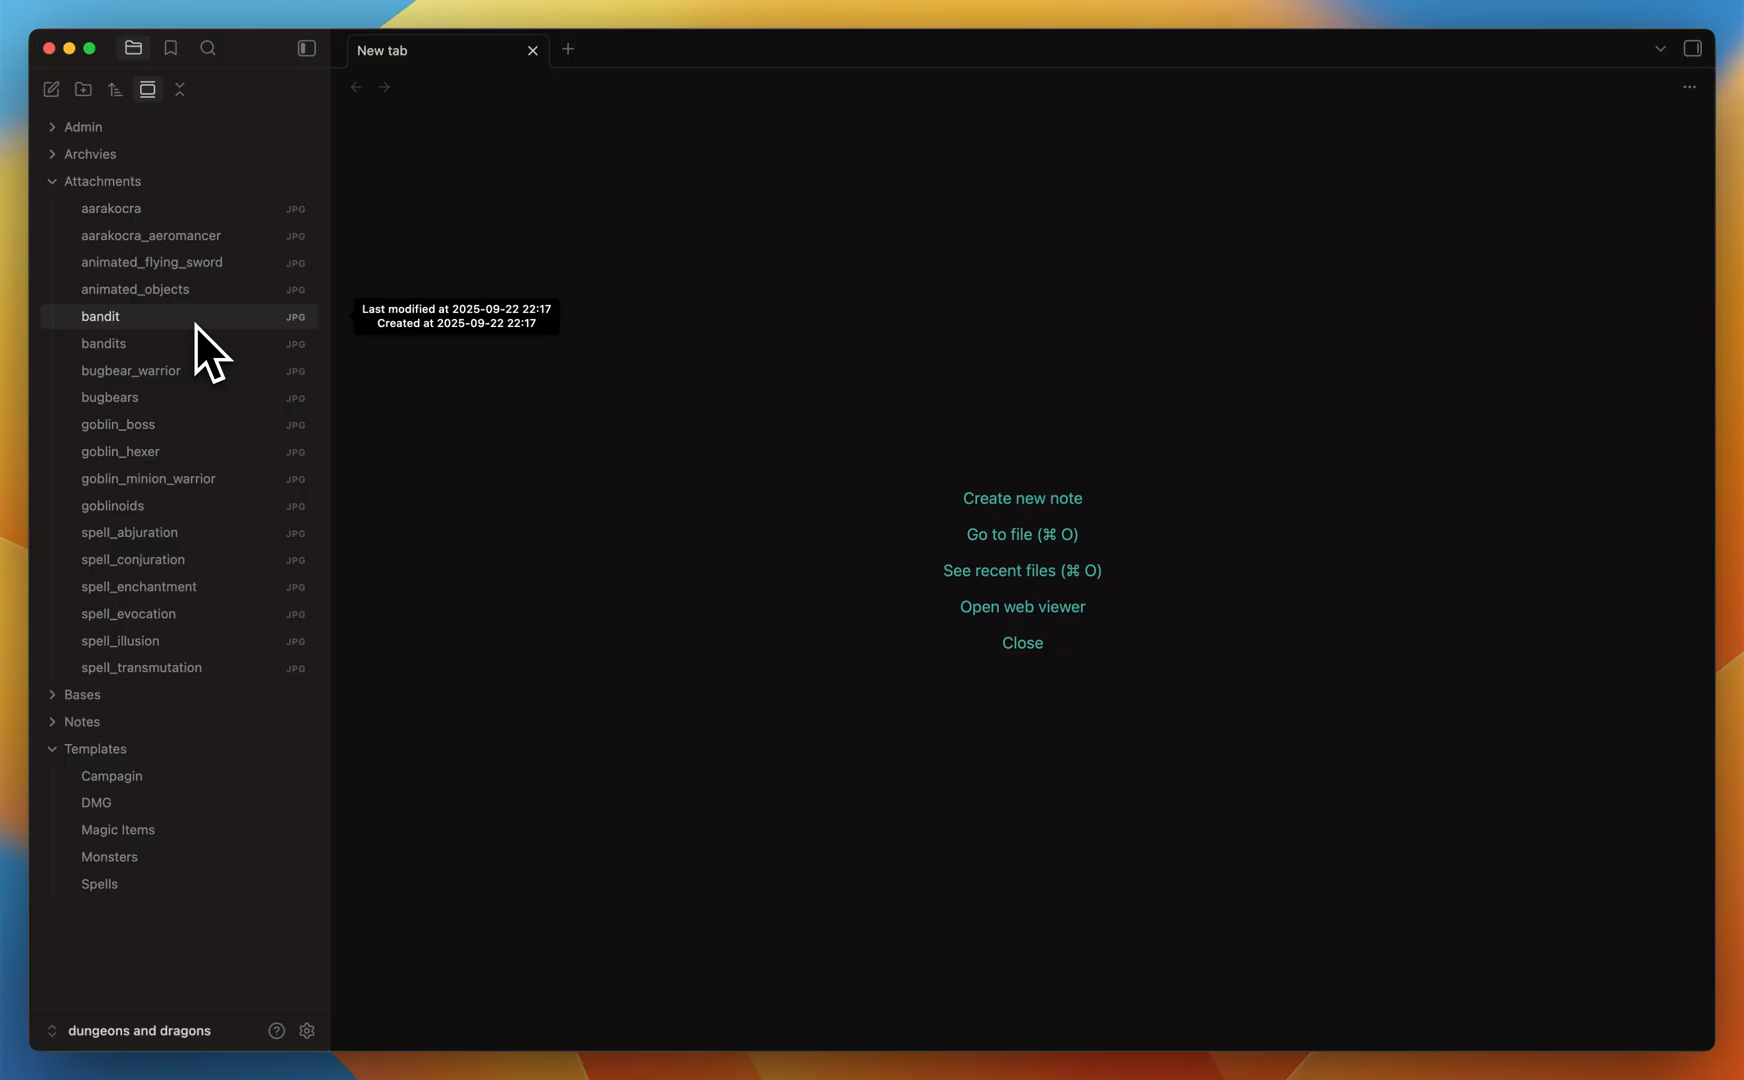 New tab
Admin
Archvies
Attachments
aarakocra JPG
aarakocra_aeromancer JPG
animated_flying_sword JPG
animated_objects JPG
bandit JPG
Last modified at 2025-09-22 22:17
Created at 2025-09-22 22:17
bandits JPG
bugbear_warrior JPG
bugbears JPG
goblin_boss JPG
goblin_hexer JPG
goblin_minion_warrior JPG
goblinoids JPG
spell_abjuration JPG
spell_conjuration JPG
spell_enchantment JPG
spell_evocation JPG
spell_illusion JPG
spell_transmutation JPG
Bases
Notes
Templates
Campagin
DMG
Magic Items
Monsters
Spells
dungeons and dragons
Create new note
Go to file (⌘ O)
See recent files (⌘ O)
Open web viewer
Close